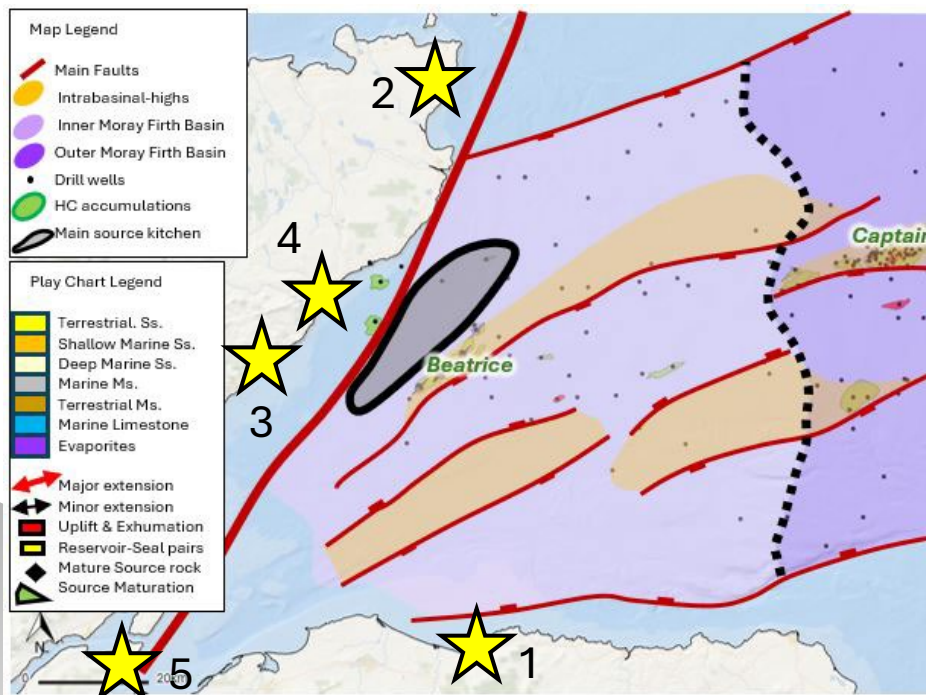 Map Legend
Main Faults
Intrabasinal-highs
Inner Moray Firth Basin
Outer Moray Firth Basin
Drill wells
HC accumulations
Main source kitchen
Play Chart Legend
Terrestrial. Ss.
Shallow Marine Ss.
Deep Marine Ss.
Marine Ms.
Terrestrial Ms.
Marine Limestone
Evaporites
Major extension
Minor extension
Uplift & Exhumation
Reservoir-Seal pairs
Mature Source rock
Source Maturation
2
4
3
Captain
Beatrice
N
0
20
5
1